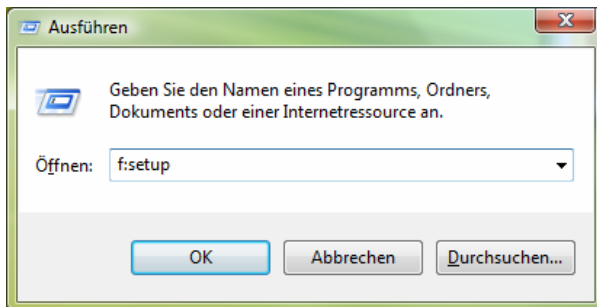 Ausführen
Geben Sie den Namen eines Programms, Ordners,
Dokuments oder einer Internetressource an.
Öffnen:
f:setup
OK
Abbrechen
Durchsuchen...